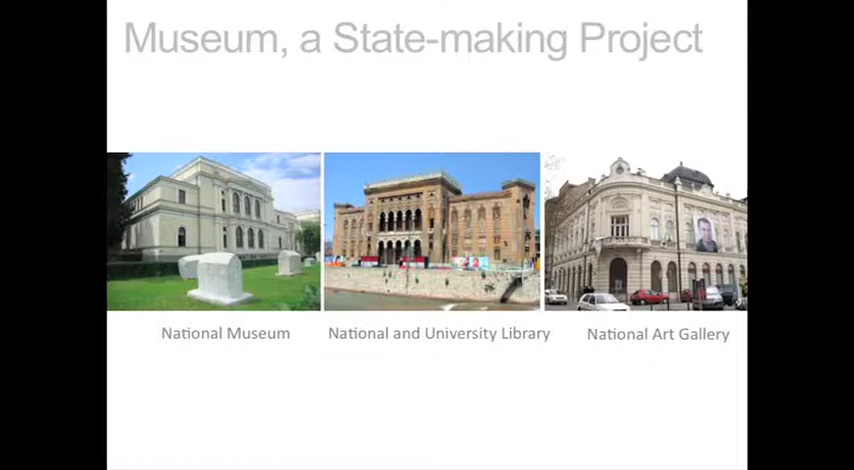 Museum, a State-making Project
National Museum
National and University Library
National Art Gallery